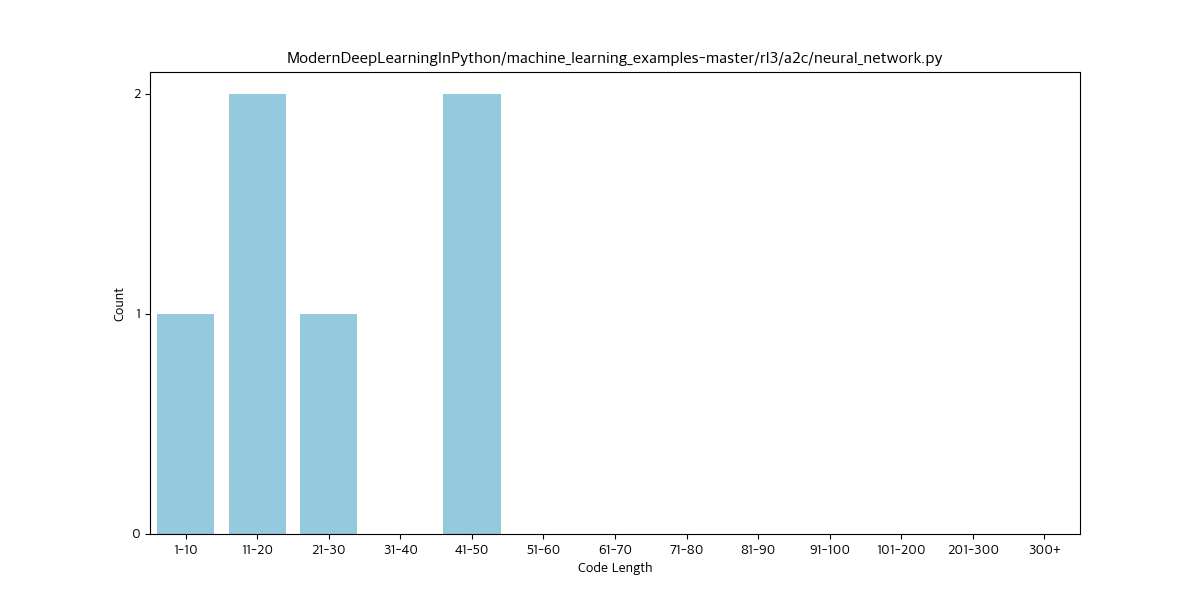 ModernDeepLearningInPython/machine_learning_examples-master/rl3/a2c/neural_network.py
2
1
0
Count
1-10 11-20 21-30 31-40 41-50 51-60 61-70 71-80 81-90 91-100 101-200 201-300 300+
Code Length